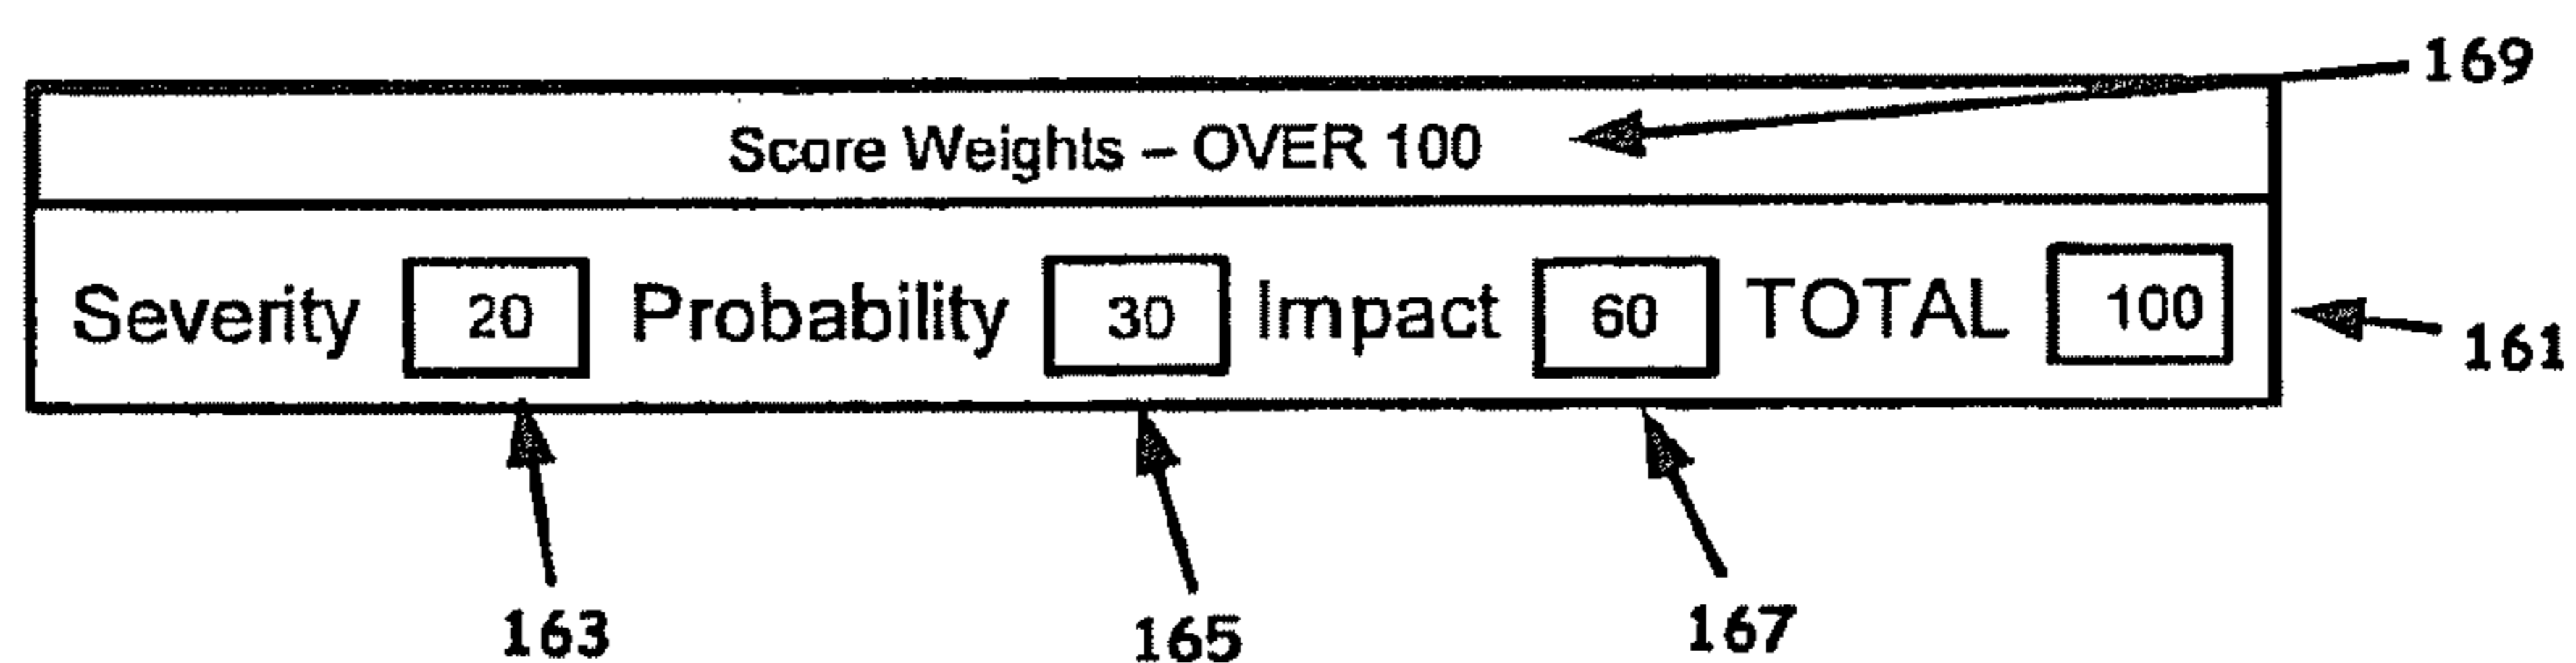 169
Score Weights – OVER 100
Severity 20 Probability 30 Impact 60 TOTAL 100
161
163 165 167